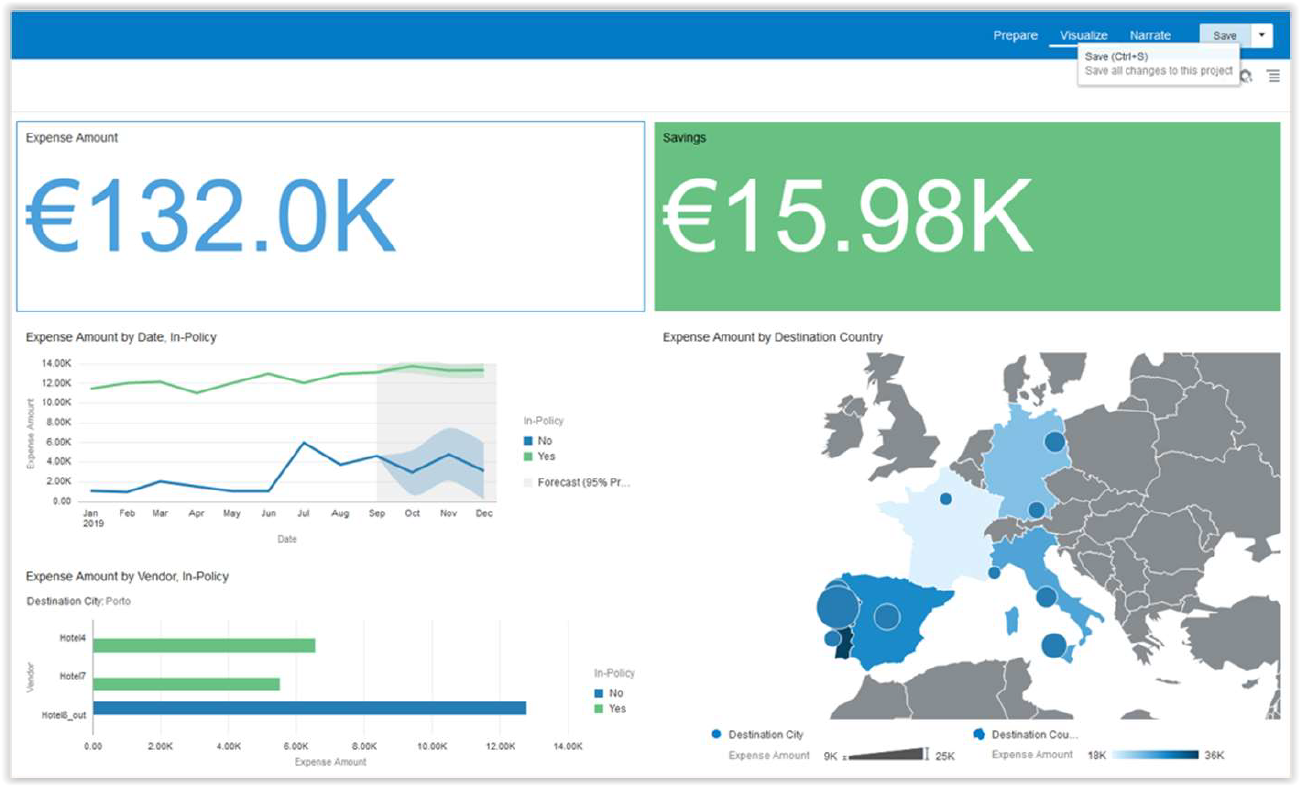 Prepare Visualize Narrate Save
Save (Ctrl+S)
Save all changes to this project
Expense Amount
€132.0K
Savings
€15.98K
Expense Amount by Date, In-Policy
14.00K
12.00K
10.00K
8.00K
6.00K
4.00K
2.00K
0.00
Expense Amount
Jan Feb Mar Apr May Jun Jul Aug Sep Oct Nov Dec
2019
Date
In-Policy
No
Yes
Forecast (95% Pr...
Expense Amount by Destination Country
Expense Amount by Vendor, In-Policy
Destination City: Porto
Vendor
Hotel4
Hotel7
Hotel6_out
0.00 2.00K 4.00K 6.00K 8.00K 10.00K 12.00K 14.00K
Expense Amount
In-Policy
No
Yes
Destination City
Expense Amount 9K 25K
Destination Cou...
Expense Amount 18K 36K